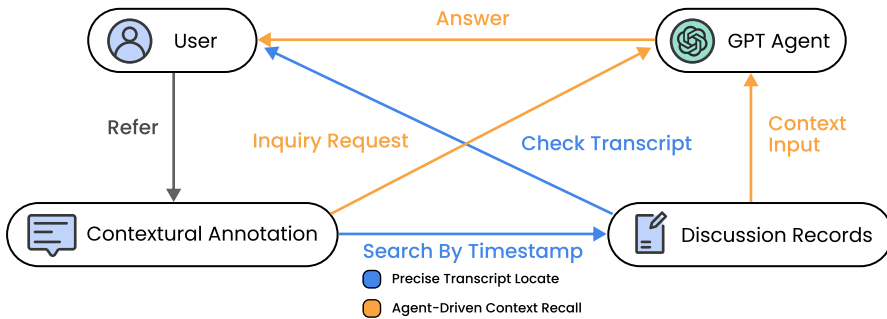 Answer
User
GPT Agent
Refer
Inquiry Request
Check Transcript
Context
Input
Contextural Annotation
Discussion Records
Search By Timestamp
Precise Transcript Locate
Agent-Driven Context Recall